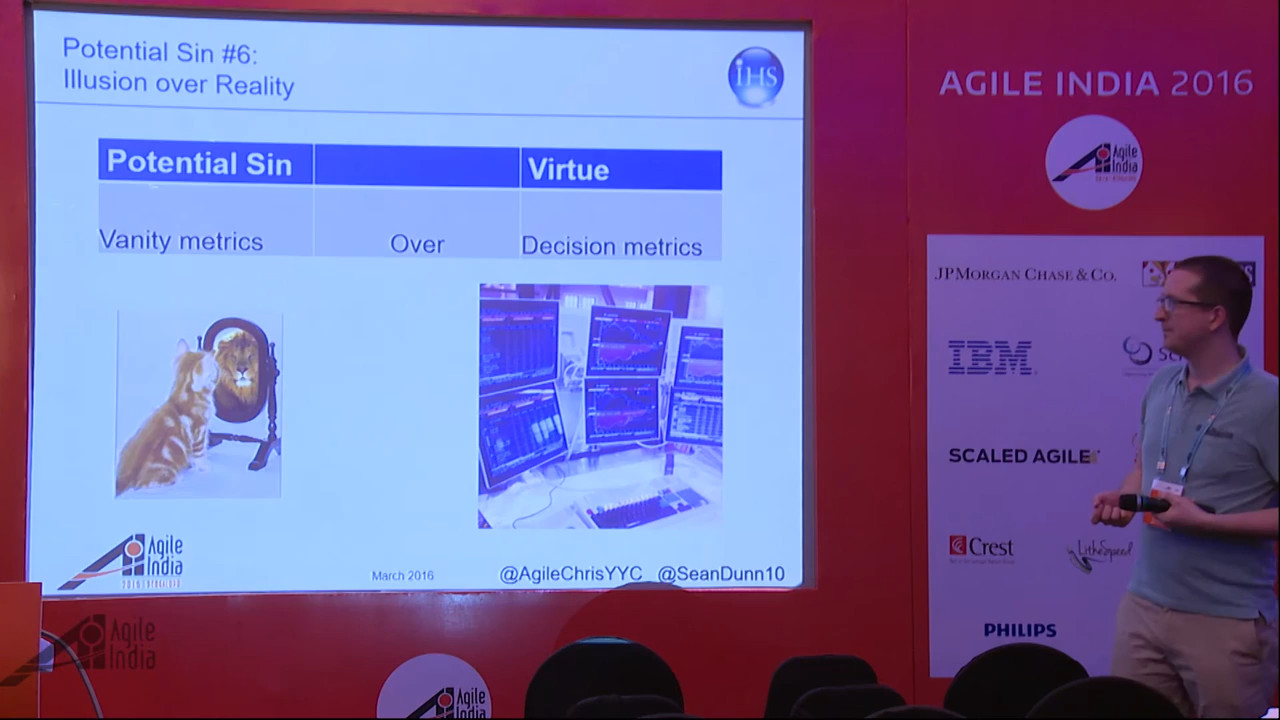 Potential Sin #6:
Illusion over Reality
iHS
Potential Sin
Virtue
Vanity metrics
Over
Decision metrics
Agile
India
March 2016
@AgileChrisYYC @SeanDunn10
AGILE INDIA 2016
Agile
India
JPMORGAN CHASE & CO.
IBM
SCALED AGILE
Crest
LitheSpeed
PHILIPS
Agile
India
Agile
India